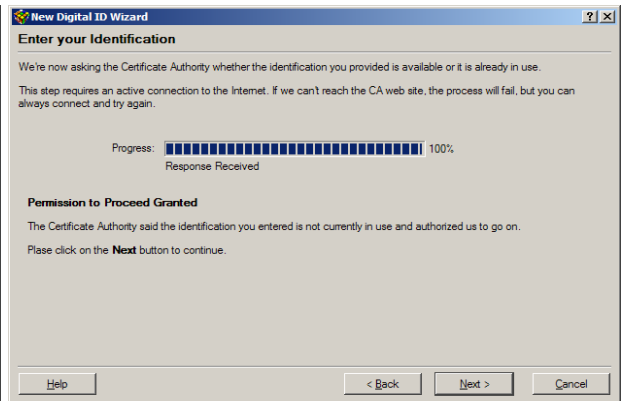 New Digital ID Wizard
Enter your Identification
We're now asking the Certificate Authority whether the identification you provided is available or it is already in use.
This step requires an active connection to the Internet. If we can't reach the CA web site, the process will fail, but you can
always connect and try again.
Progress: 100%
Response Received
Permission to Proceed Granted
The Certificate Authority said the identification you entered is not currently in use and authorized us to go on.
Plase click on the Next button to continue.
Help < Back Next > Cancel